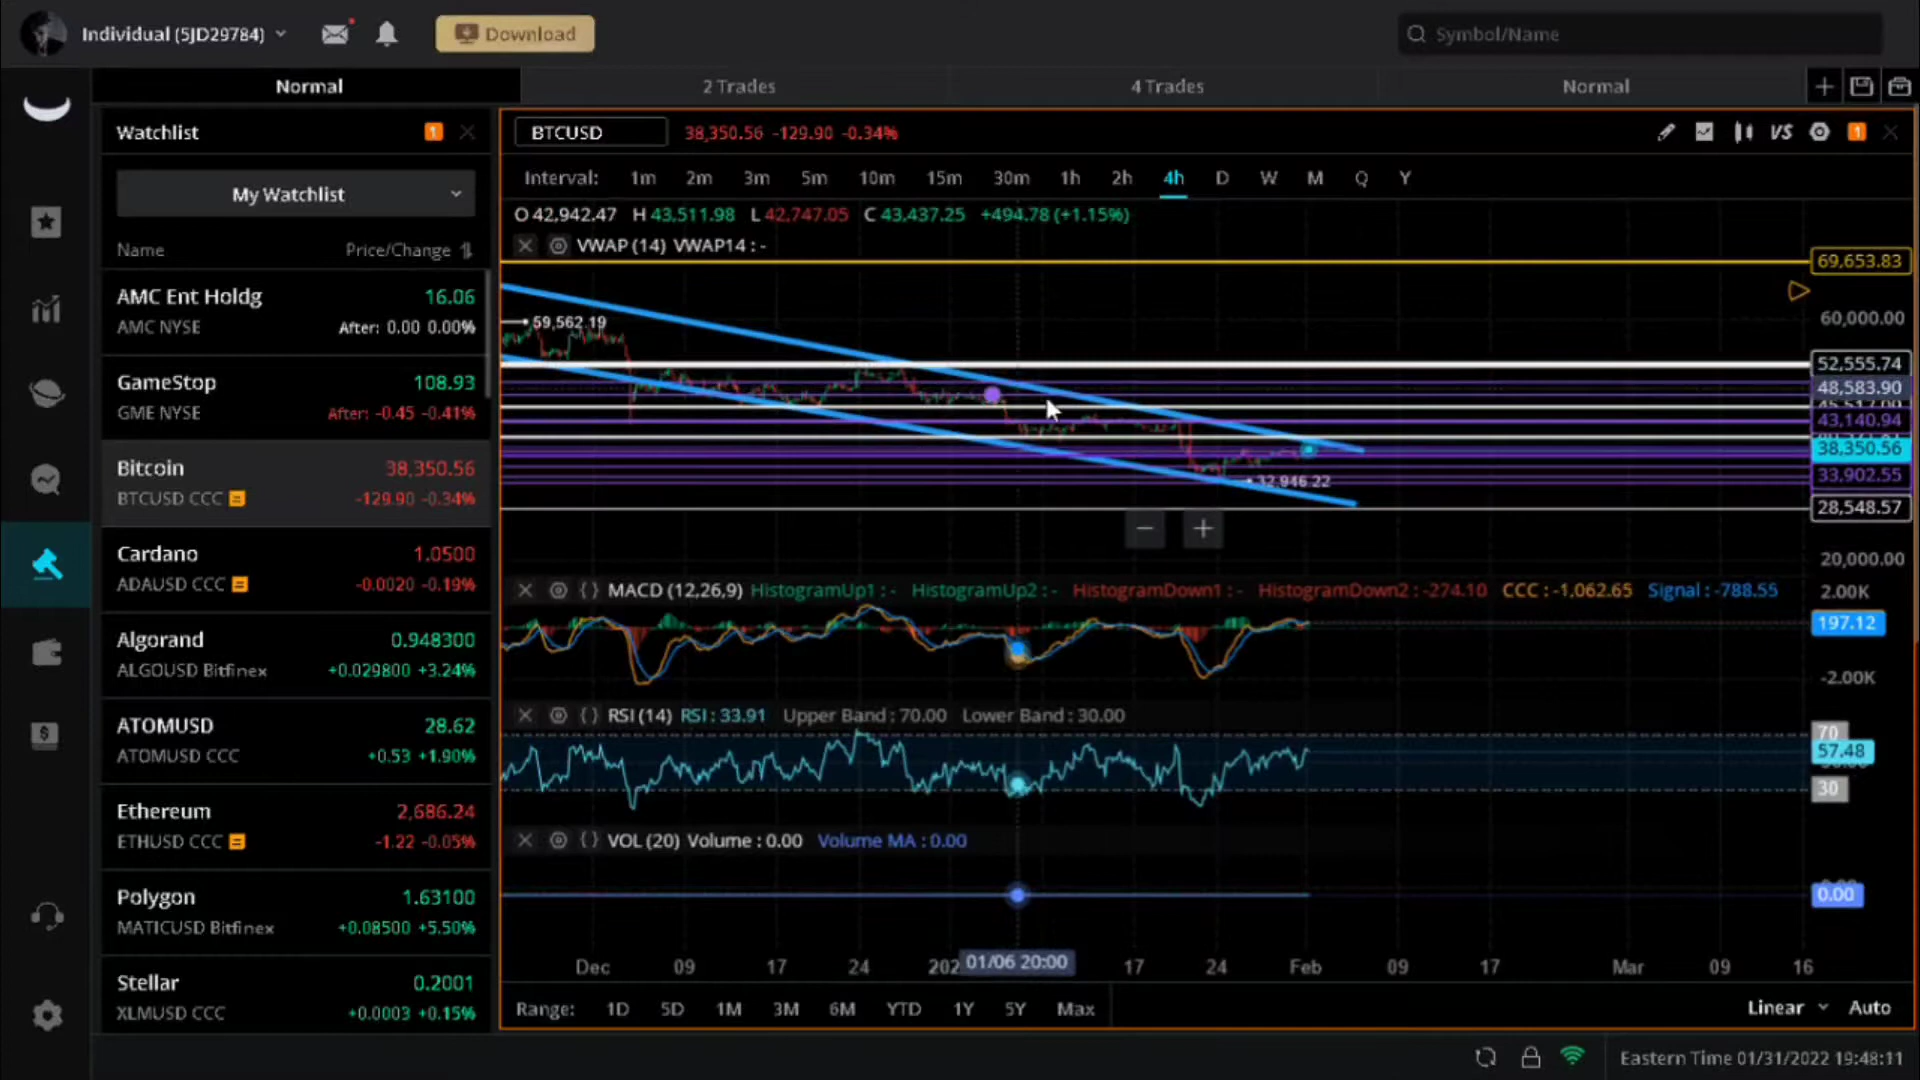 Individual (5JD29784)
Download
Symbol/Name
Normal
2 Trades
4 Trades
Normal
Watchlist
1
BTCUSD
38,350.56 -129.90 -0.34%
VS
1
My Watchlist
Interval: 1m 2m 3m 5m 10m 15m 30m 1h 2h 4h D W M Q Y
O 42,942.47 H 43,511.98 L 42,747.05 C 43,437.25 +494.78 (+1.15%)
Name Price/Change
VWAP (14) VWAP14 : -
69,653.83
AMC Ent Holdg 16.06
AMC NYSE After: 0.00 0.00%
59,562.19
60,000.00
52,555.74
GameStop 108.93
GME NYSE After: -0.45 -0.41%
48,583.90
43,140.94
Bitcoin 38,350.56
BTCUSD CCC -129.90 -0.34%
38,350.56
33,902.55
32,946.22
28,548.57
Cardano 1.0500
ADAUSD CCC -0.0020 -0.19%
20,000.00
MACD (12,26,9) HistogramUp1 : - HistogramUp2 : - HistogramDown1 : - HistogramDown2 : -274.10 CCC : -1,062.65 Signal : -788.55
2.00K
197.12
-2.00K
Algorand 0.948300
ALGOUSD Bitfinex +0.029800 +3.24%
RSI (14) RSI : 33.91 Upper Band : 70.00 Lower Band : 30.00
70
57.48
30
ATOMUSD 28.62
ATOMUSD CCC +0.53 +1.90%
Ethereum 2,686.24
ETHUSD CCC -1.22 -0.05%
VOL (20) Volume : 0.00 Volume MA : 0.00
0.00
Polygon 1.63100
MATICUSD Bitfinex +0.08500 +5.50%
Dec 09 17 24 202 01/06 20:00 17 24 Feb 09 17 Mar 09 16
Stellar 0.2001
XLMUSD CCC +0.0003 +0.15%
Range: 1D 5D 1M 3M 6M YTD 1Y 5Y Max
Linear Auto
Eastern Time 01/31/2022 19:48:11